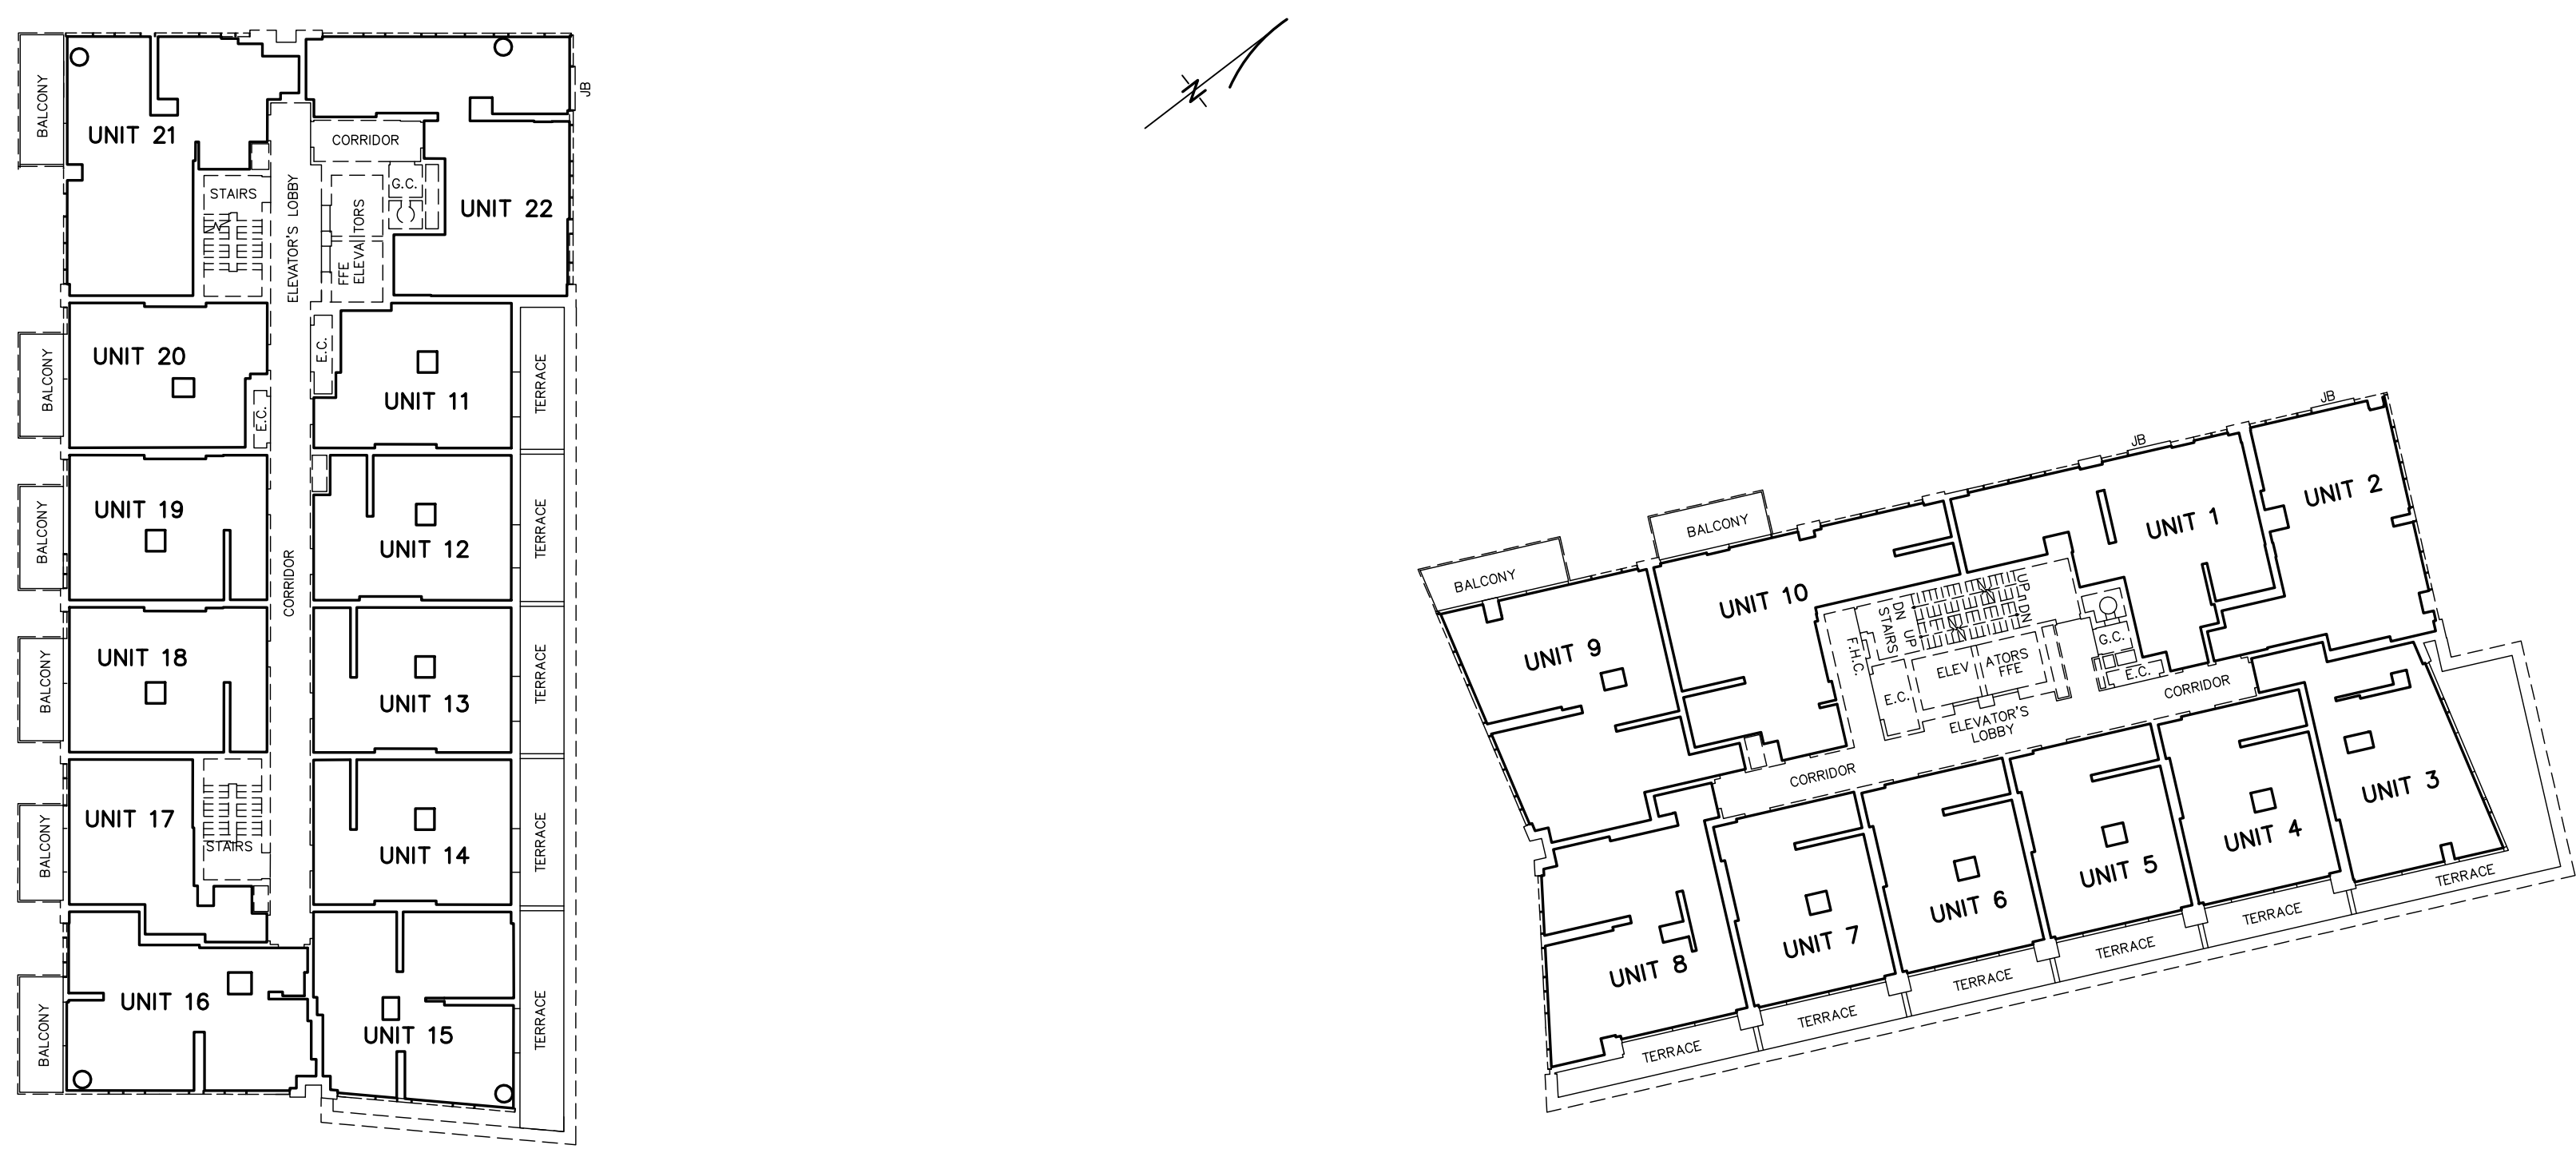 N
BALCONY
UNIT 21
JB
CORRIDOR
STAIRS
ELEVATOR'S LOBBY
G.C.
UNIT 22
ELEVATORS
FFE
BALCONY
UNIT 20
E.C.
E.C.
UNIT 11
TERRACE
BALCONY
UNIT 19
UNIT 12
TERRACE
CORRIDOR
BALCONY
UNIT 18
UNIT 13
TERRACE
BALCONY
UNIT 17
STAIRS
UNIT 14
TERRACE
BALCONY
UNIT 16
UNIT 15
TERRACE
JB
JB
UNIT 2
UNIT 1
BALCONY
BALCONY
UNIT 10
UNIT 9
UP
DN
DN
UP
STAIRS
F.H.C.
G.C.
E.C.
ELEV
ATORS
FFE
E.C.
CORRIDOR
ELEVATOR'S
LOBBY
CORRIDOR
UNIT 3
UNIT 4
UNIT 5
UNIT 6
UNIT 7
UNIT 8
TERRACE
TERRACE
TERRACE
TERRACE
TERRACE
TERRACE